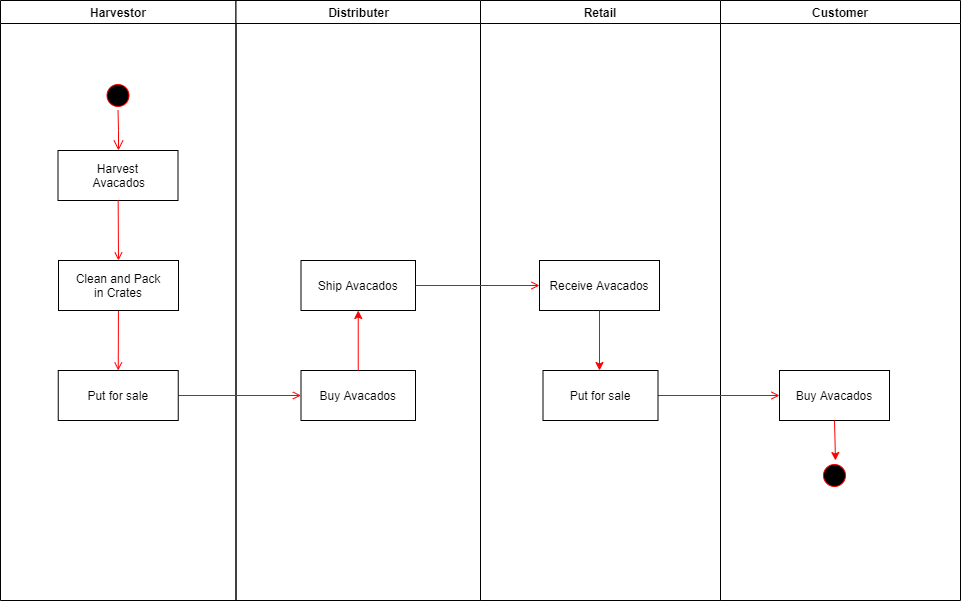 Harvestor
Distributer
Retail
Customer
Harvest
Avacados
Clean and Pack
in Crates
Put for sale
Ship Avacados
Buy Avacados
Receive Avacados
Put for sale
Buy Avacados